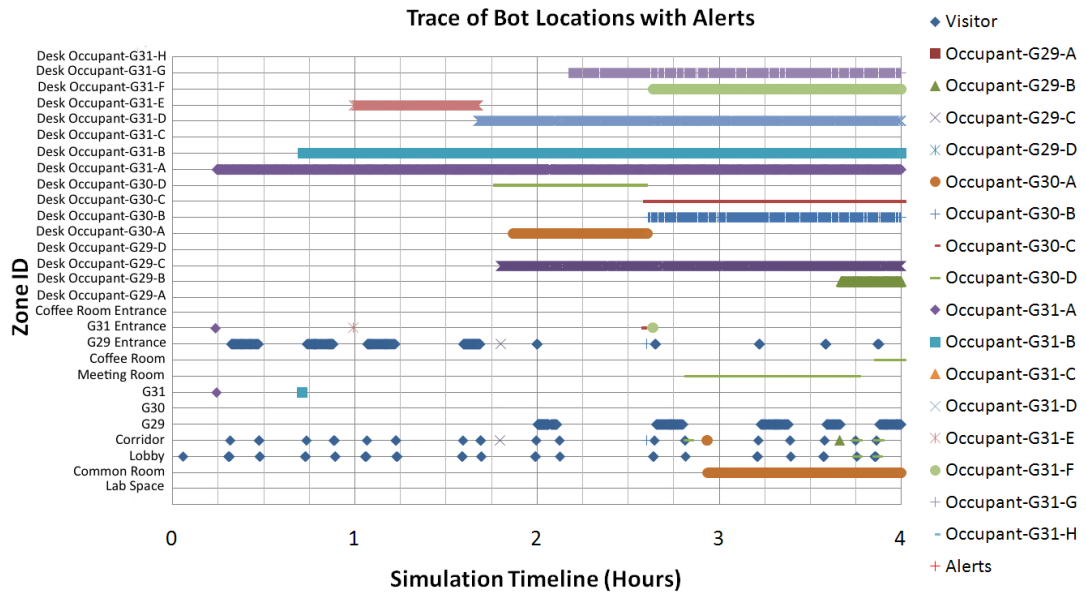 Trace of Bot Locations with Alerts
Zone ID
Desk Occupant-G31-H
Desk Occupant-G31-G
Desk Occupant-G31-F
Desk Occupant-G31-E
Desk Occupant-G31-D
Desk Occupant-G31-C
Desk Occupant-G31-B
Desk Occupant-G31-A
Desk Occupant-G30-D
Desk Occupant-G30-C
Desk Occupant-G30-B
Desk Occupant-G30-A
Desk Occupant-G29-D
Desk Occupant-G29-C
Desk Occupant-G29-B
Desk Occupant-G29-A
Coffee Room Entrance
G31 Entrance
G29 Entrance
Coffee Room
Meeting Room
G31
G30
G29
Corridor
Lobby
Common Room
Lab Space
0 1 2 3 4
Simulation Timeline (Hours)
Visitor
Occupant-G29-A
Occupant-G29-B
Occupant-G29-C
Occupant-G29-D
Occupant-G30-A
Occupant-G30-B
Occupant-G30-C
Occupant-G30-D
Occupant-G31-A
Occupant-G31-B
Occupant-G31-C
Occupant-G31-D
Occupant-G31-E
Occupant-G31-F
Occupant-G31-G
Occupant-G31-H
Alerts